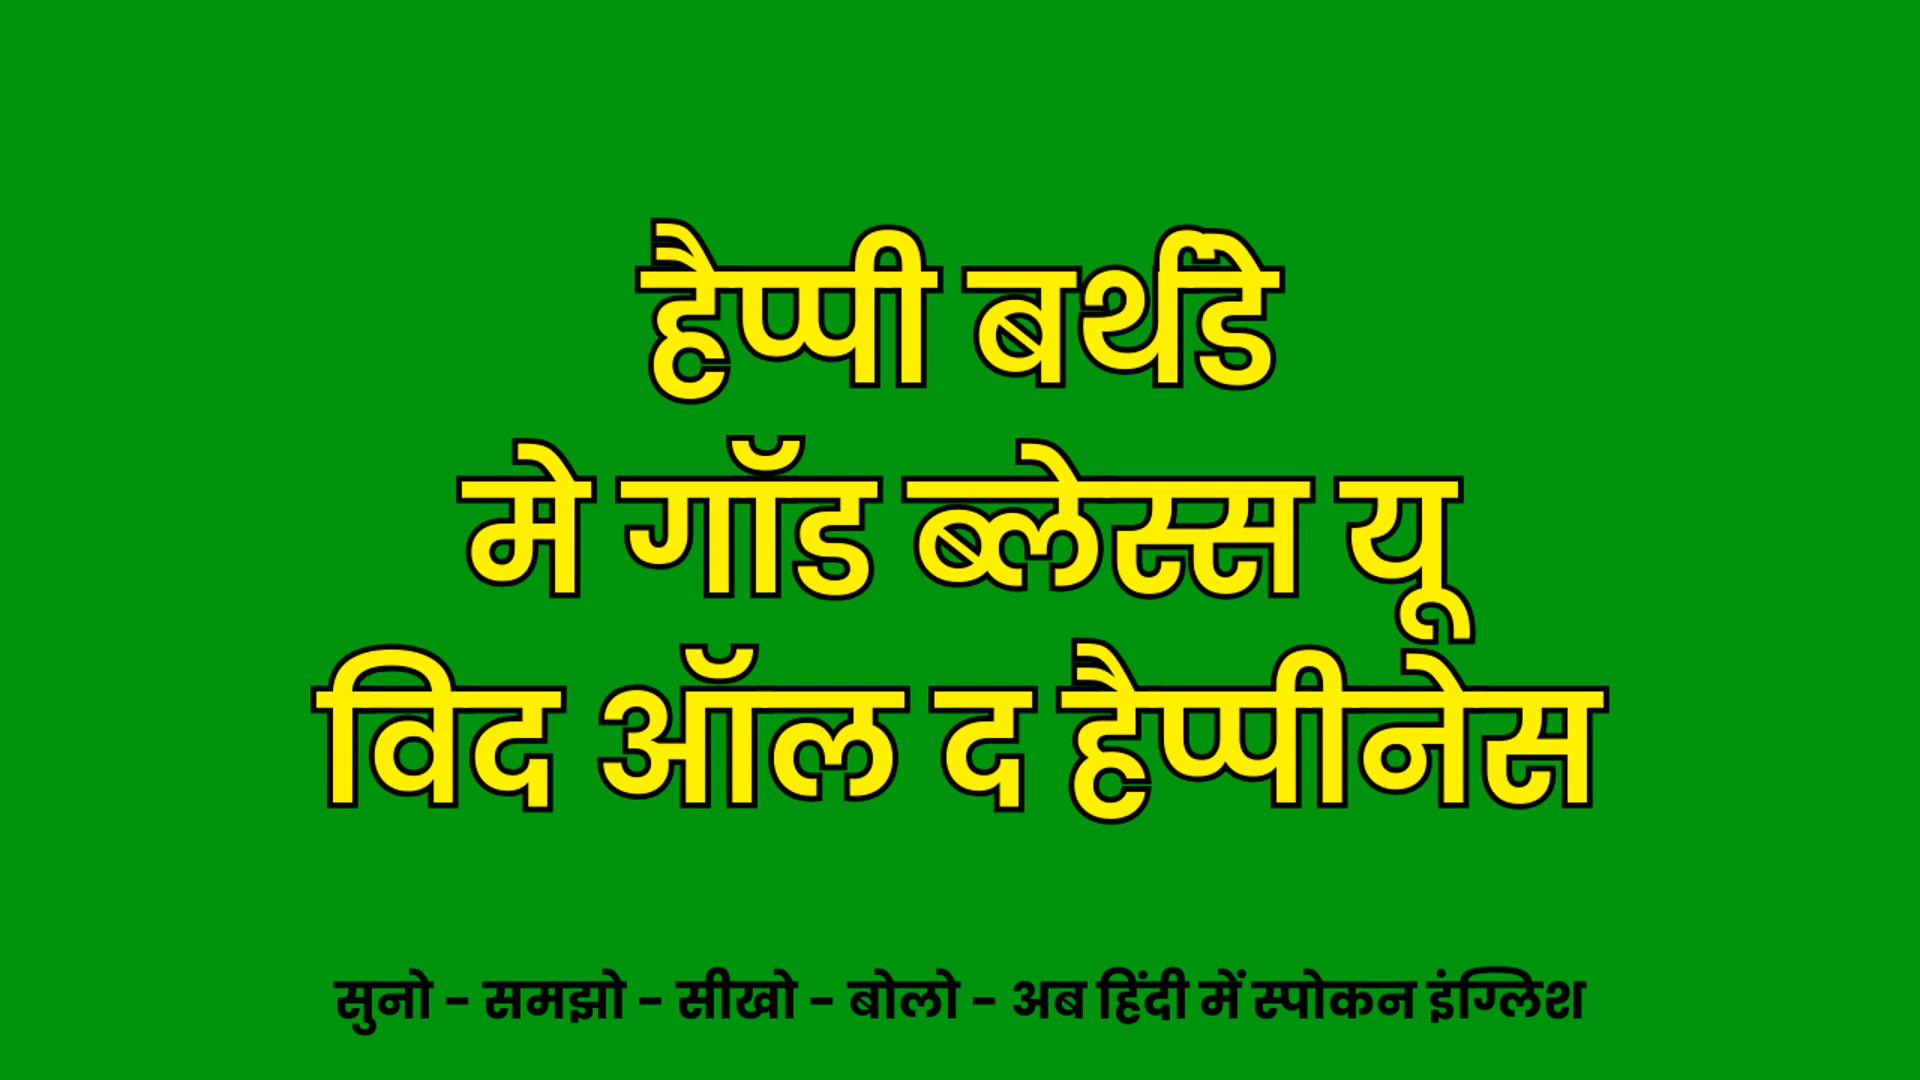 हैप्पी बर्थडे
मे गॉड ब्लेस्स यू
विद ऑल द हैप्पीनेस
सुनो - समझो - सीखो - बोलो - अब हिंदी में स्पोकन इंग्लिश